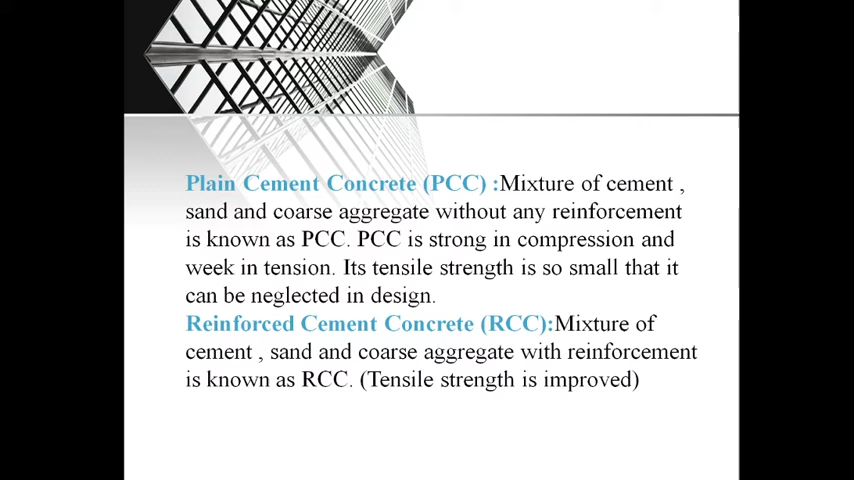 Plain Cement Concrete (PCC) :Mixture of cement ,
sand and coarse aggregate without any reinforcement
is known as PCC. PCC is strong in compression and
week in tension. Its tensile strength is so small that it
can be neglected in design.
Reinforced Cement Concrete (RCC):Mixture of
cement , sand and coarse aggregate with reinforcement
is known as RCC. (Tensile strength is improved)